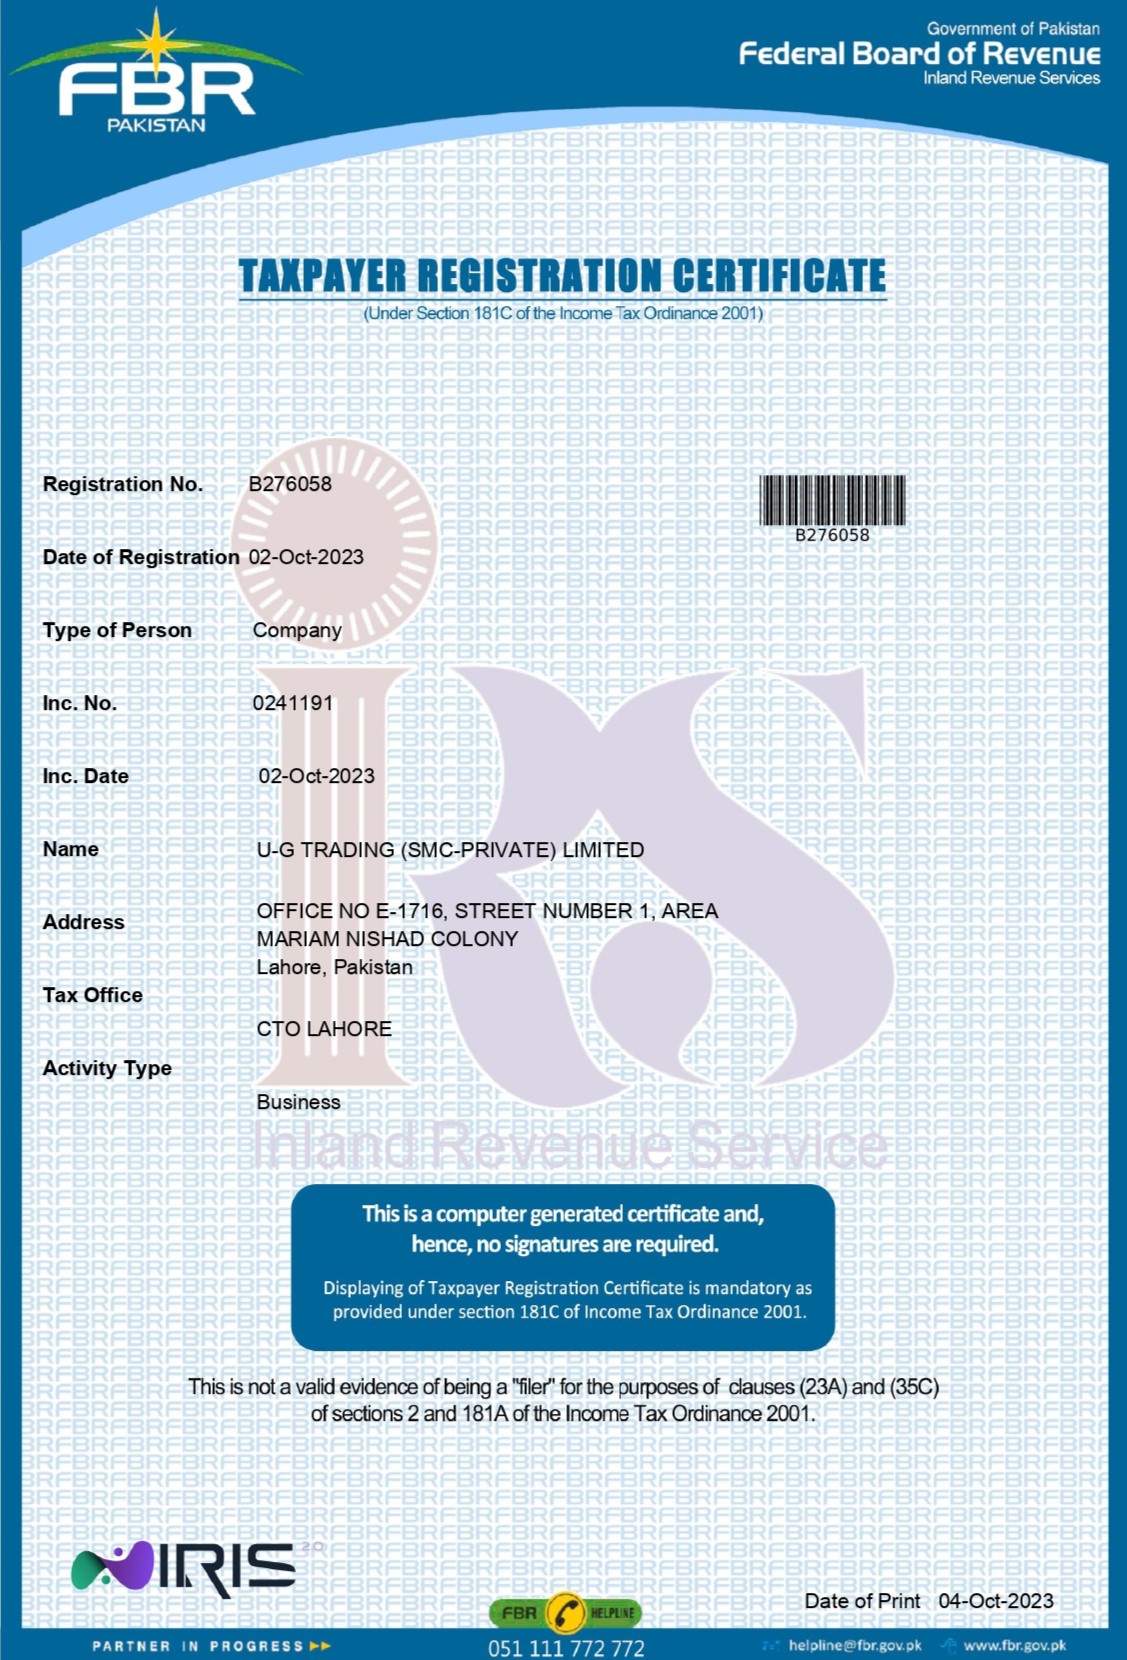 FBR
PAKISTAN
Government of Pakistan
Federal Board of Revenue
Inland Revenue Services
TAXPAYER REGISTRATION CERTIFICATE
(Under Section 181C of the Income Tax Ordinance 2001)
Registration No. B276058
B276058
Date of Registration 02-Oct-2023
Type of Person Company
Inc. No. 0241191
Inc. Date 02-Oct-2023
Name U-G TRADING (SMC-PRIVATE) LIMITED
Address OFFICE NO E-1716, STREET NUMBER 1, AREA
MARIAM NISHAD COLONY
Lahore, Pakistan
Tax Office
CTO LAHORE
Activity Type
Business
iRS
Inland Revenue Service
This is a computer generated certificate and,
hence, no signatures are required.
Displaying of Taxpayer Registration Certificate is mandatory as
provided under section 181C of Income Tax Ordinance 2001.
This is not a valid evidence of being a "filer" for the purposes of clauses (23A) and (35C)
of sections 2 and 181A of the Income Tax Ordinance 2001.
IRIS 2.0
Date of Print 04-Oct-2023
FBR HELPLINE
PARTNER IN PROGRESS
051 111 772 772
helpline@fbr.gov.pk
www.fbr.gov.pk